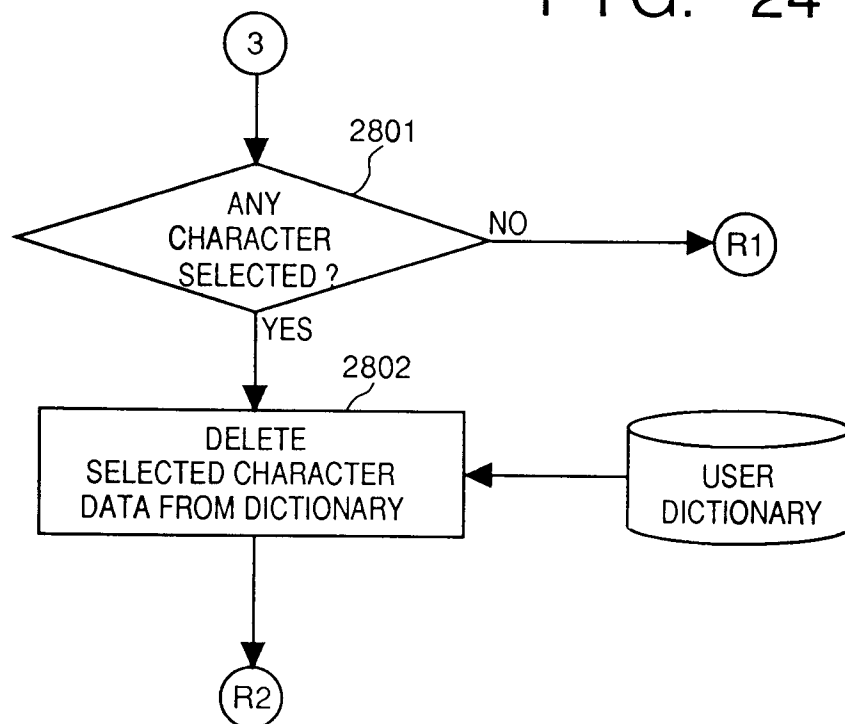 FIG. 24
3
2801
ANY
CHARACTER
SELECTED ?
NO
R1
YES
2802
DELETE
SELECTED CHARACTER
DATA FROM DICTIONARY
USER
DICTIONARY
R2